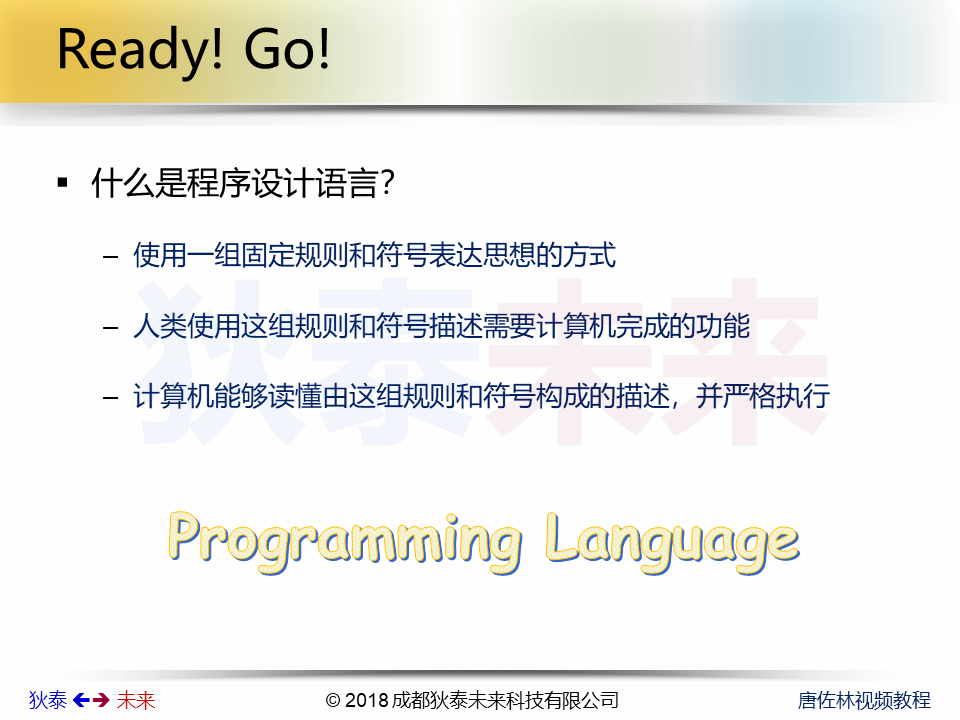 Ready! Go!
▪ 什么是程序设计语言？
– 使用一组固定规则和符号表达思想的方式
– 人类使用这组规则和符号描述需要计算机完成的功能
– 计算机能够读懂由这组规则和符号构成的描述，并严格执行
狄泰未来
Programming Language
狄泰 🡸🡺 未来
© 2018 成都狄泰未来科技有限公司
唐佐林视频教程